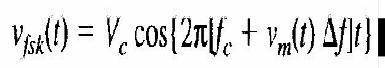 v_fsk(t) = V_c cos{2π[f_c + v_m(t) Δf]t}